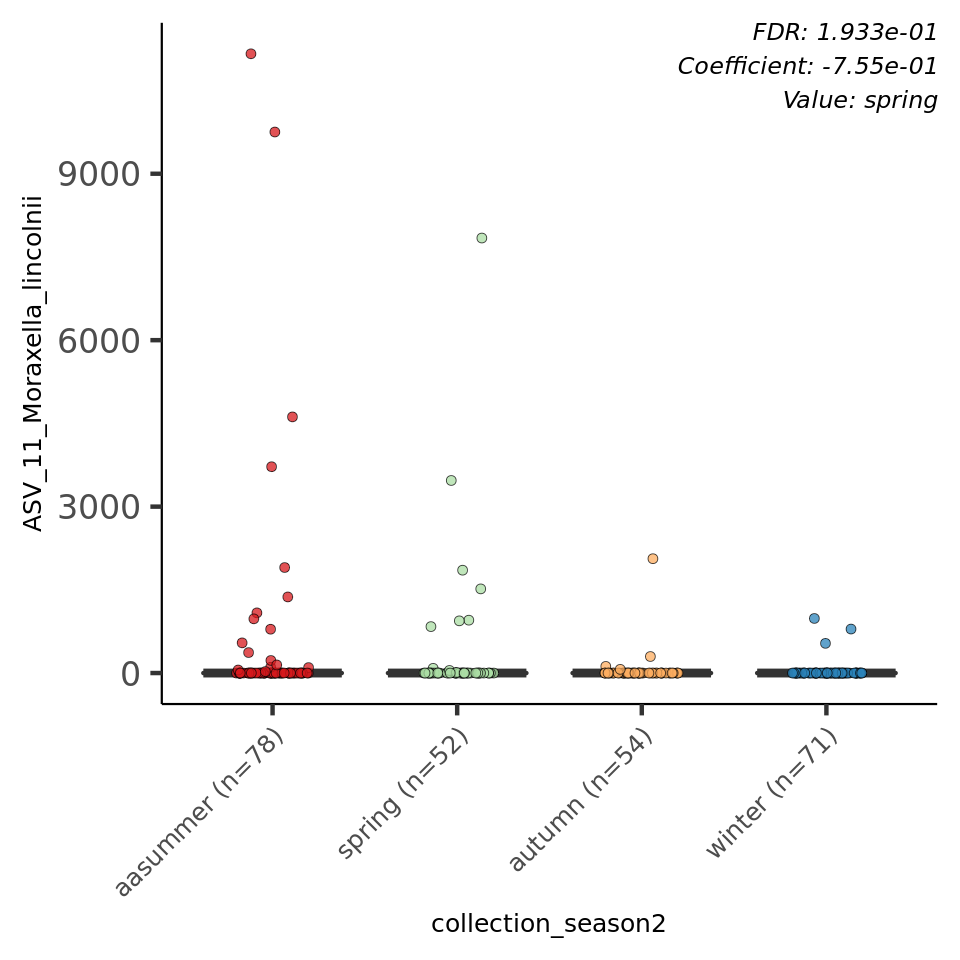 FDR: 1.933e-01
Coefficient: -7.55e-01
Value: spring
ASV_11_Moraxella_lincolnii
9000
6000
3000
0
aasummer (n=78)
spring (n=52)
autumn (n=54)
winter (n=71)
collection_season2